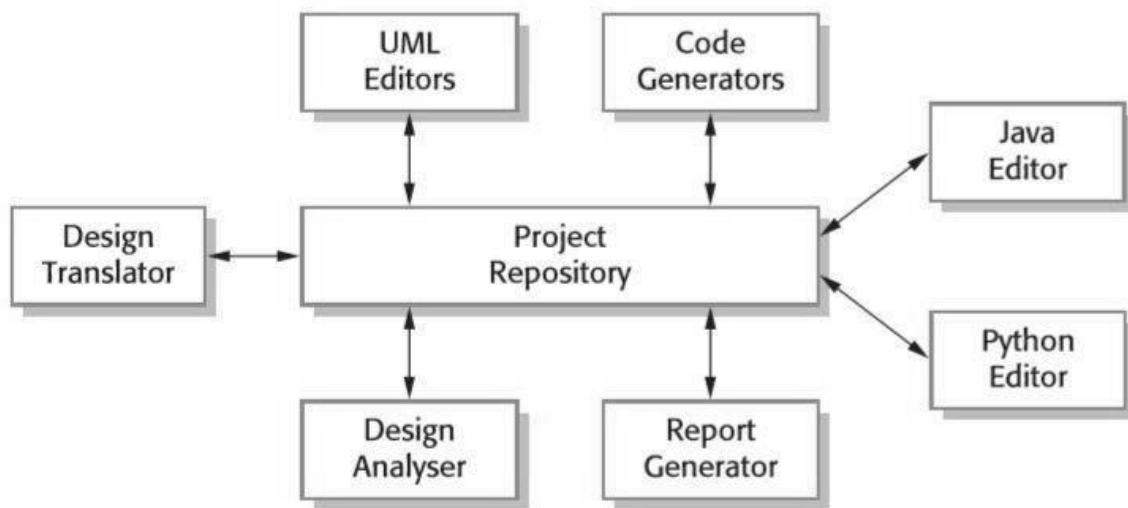 UML
Editors
Code
Generators
Java
Editor
Design
Translator
Project
Repository
Python
Editor
Design
Analyser
Report
Generator